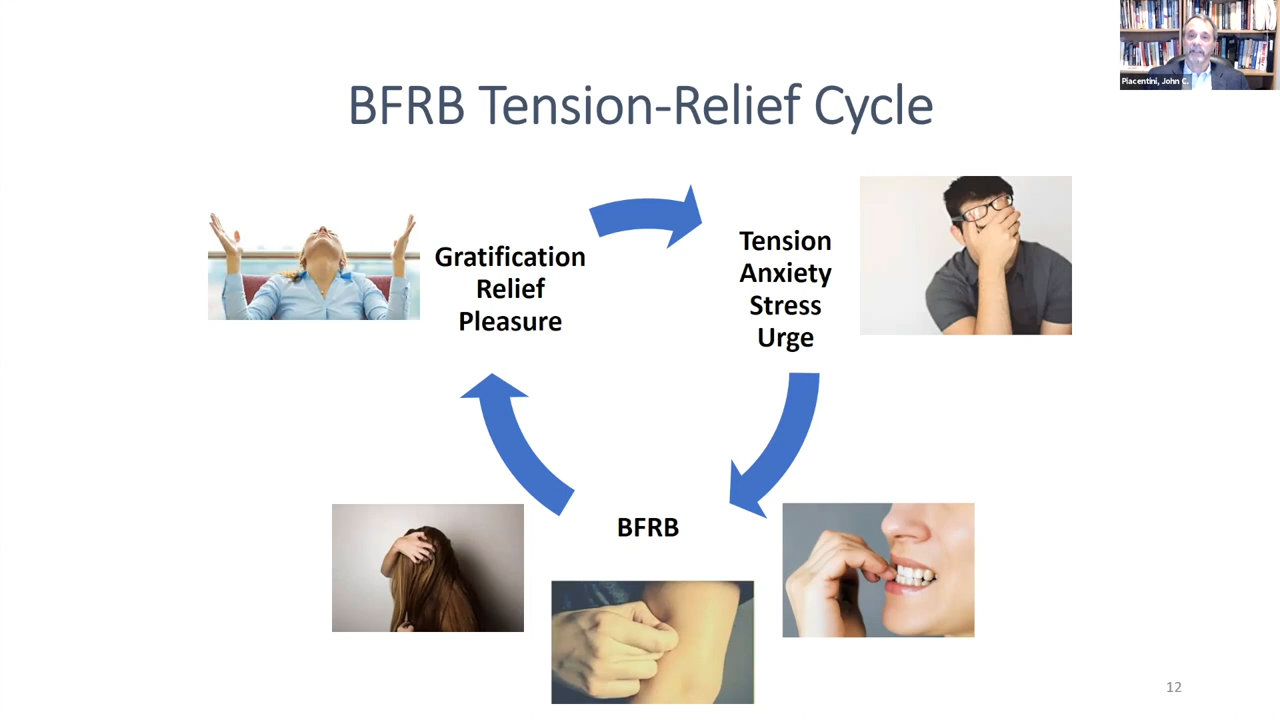 Piacentini, John C.
BFRB Tension-Relief Cycle
Gratification
Relief
Pleasure
Tension
Anxiety
Stress
Urge
BFRB
12